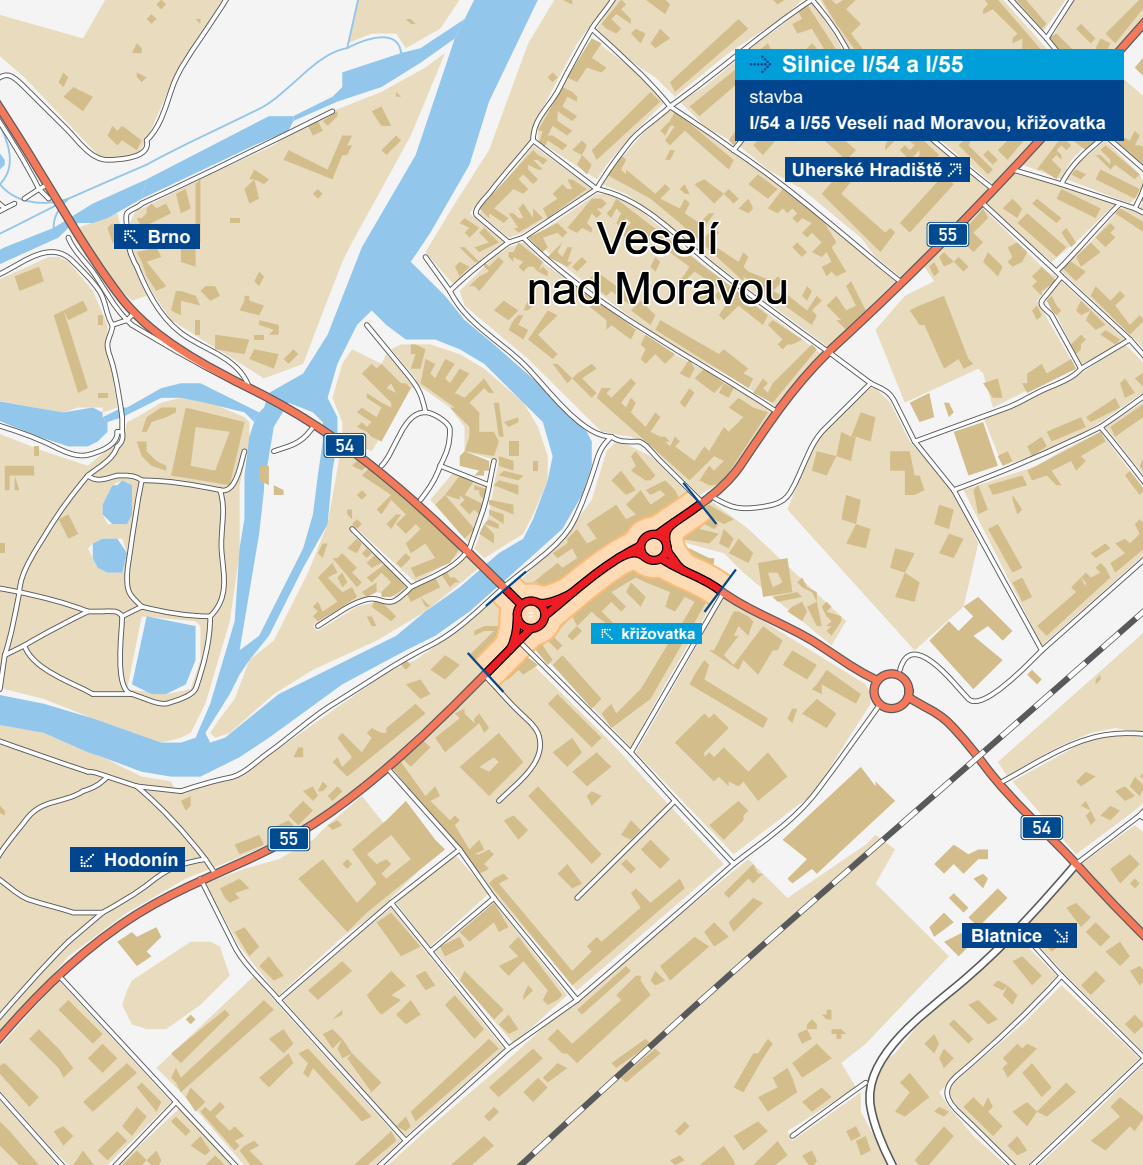 Silnice I/54 a I/55
stavba
I/54 a I/55 Veselí nad Moravou, křižovatka
Uherské Hradiště
55
Brno
Veselí
nad Moravou
54
křižovatka
55
Hodonín
54
Blatnice